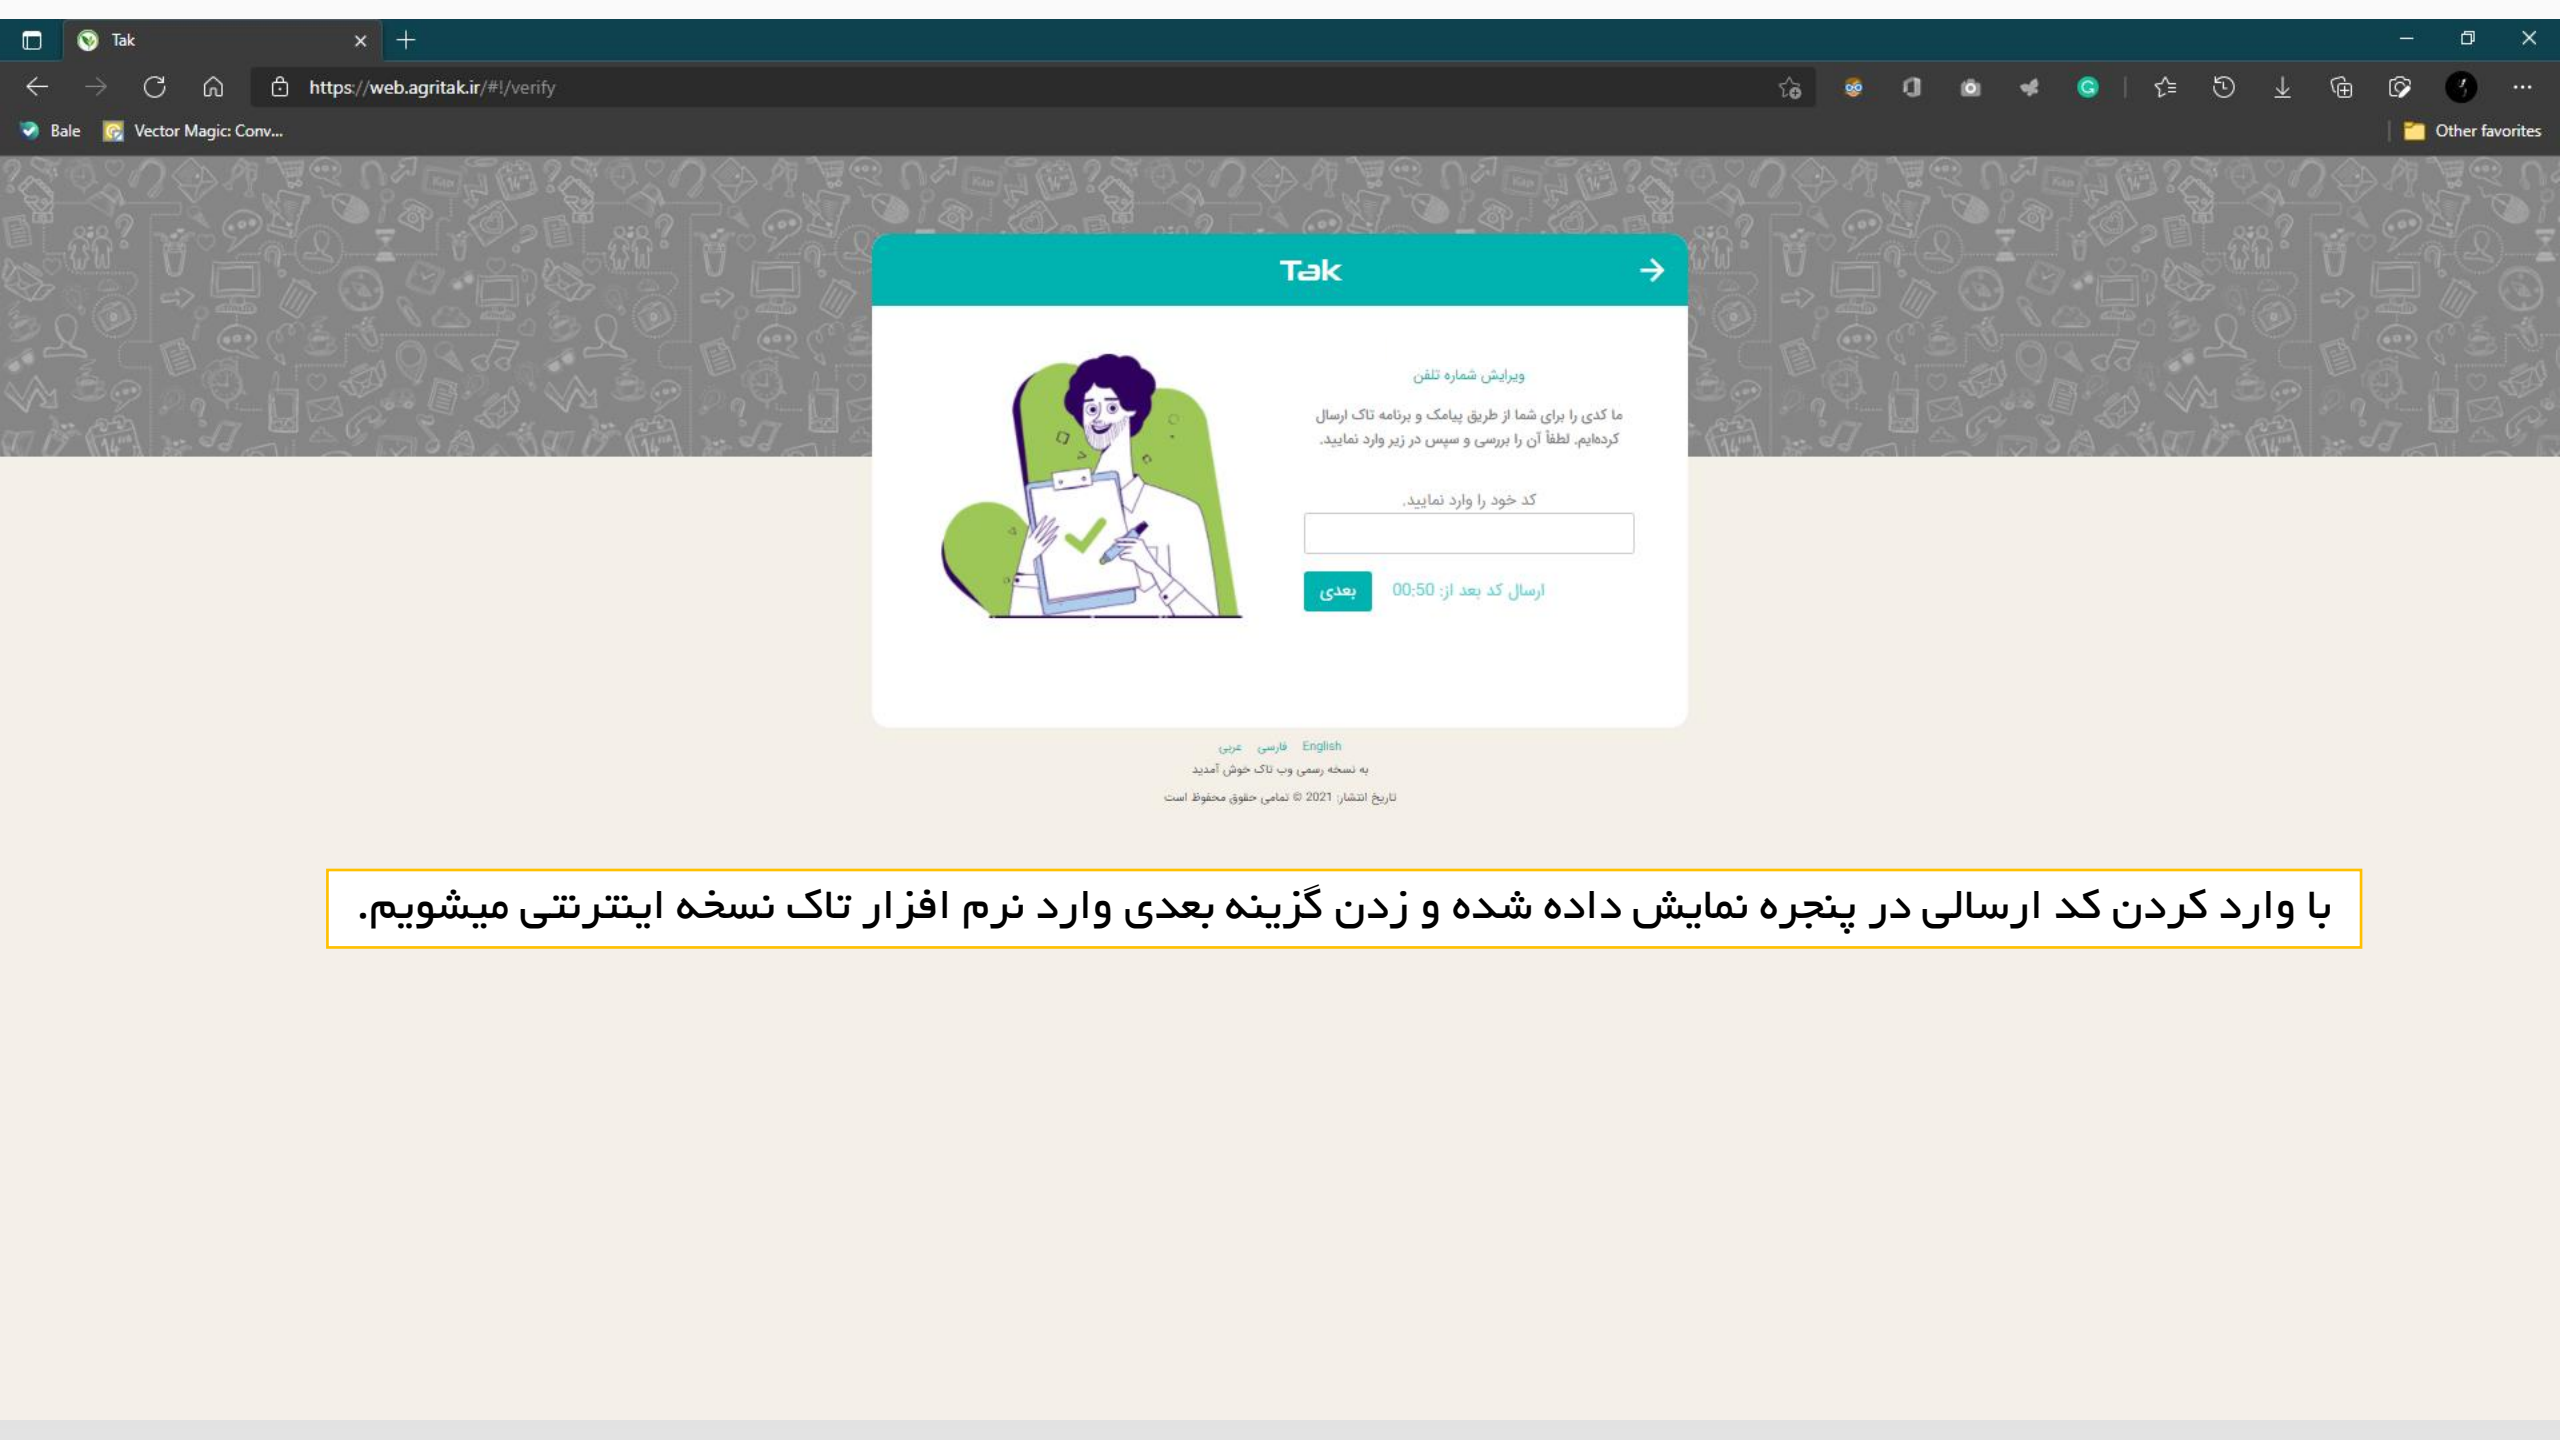 Tak
https://web.agritak.ir/#!/verify
Bale
Vector Magic: Conv...
Other favorites
Tak
ویرایش شماره تلفن
ما کدی را برای شما از طریق پیامک و برنامه تاک ارسال
کرده‌ایم. لطفاً آن را بررسی و سپس در زیر وارد نمایید.
کد خود را وارد نمایید.
ارسال کد بعد از: 00:50
بعدی
English فارسی عربی
به نسخه رسمی وب تاک خوش آمدید
تاریخ انتشار: 2021 © تمامی حقوق محفوظ است
با وارد کردن کد ارسالی در پنجره نمایش داده شده و زدن گزینه بعدی وارد نرم افزار تاک نسخه اینترنتی میشویم.